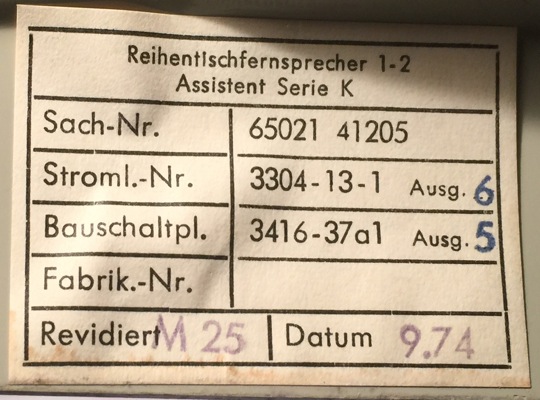 Reihentischfernsprecher 1-2
Assistent Serie K
Sach-Nr. 65021 41205
Stroml.-Nr. 3304-13-1 Ausg. 6
Bauschaltpl. 3416-37a1 Ausg. 5
Fabrik.-Nr.
Revidiert M 25 Datum 9.74